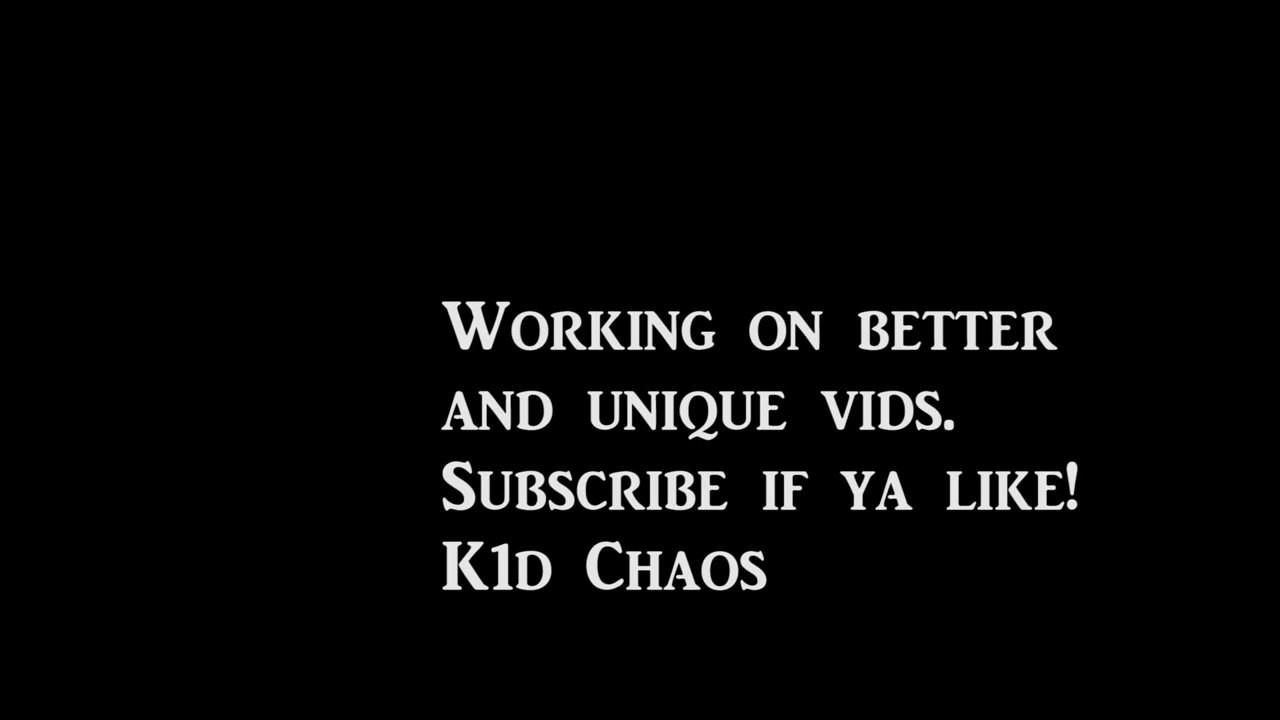 Working on better
and unique vids.
Subscribe if ya like!
K1d Chaos